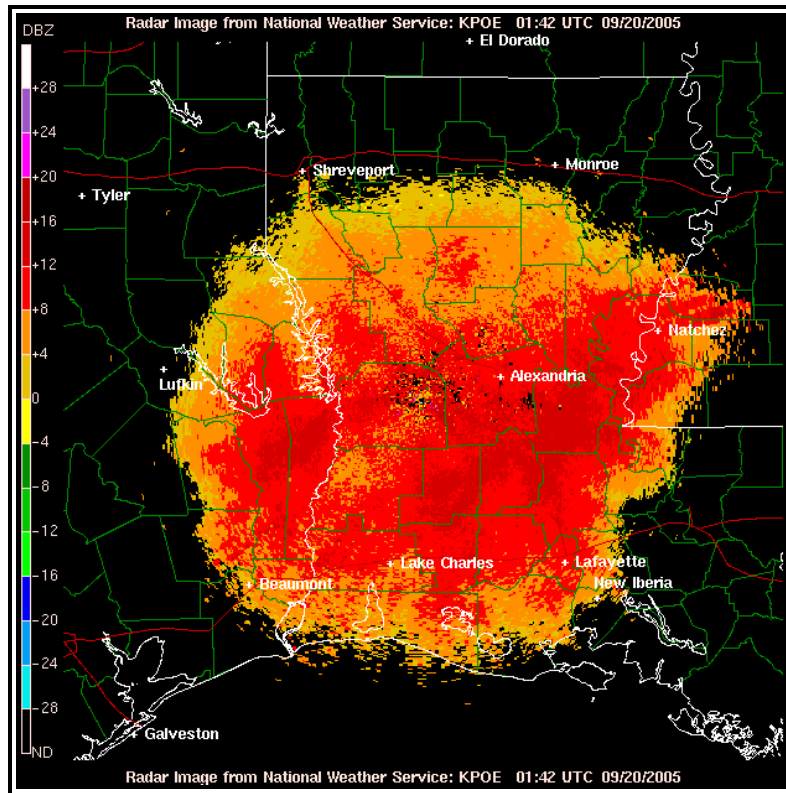 Radar Image from National Weather Service: KPOE 01:42 UTC 09/20/2005
DBZ
+28
+24
+20
+16
+12
+8
+4
0
-4
-8
-12
-16
-20
-24
-28
ND
El Dorado
Monroe
Shreveport
Tyler
Natchez
Lufkin
Alexandria
Lake Charles
Lafayette
Beaumont
New Iberia
Galveston
Radar Image from National Weather Service: KPOE 01:42 UTC 09/20/2005